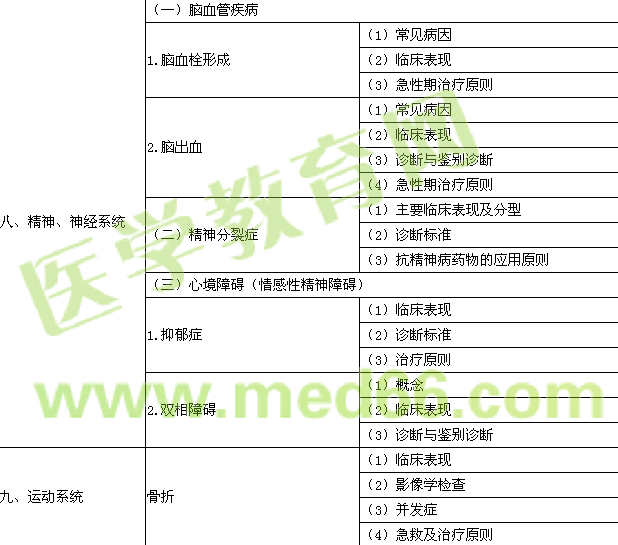 （一）脑血管疾病
1.脑血栓形成
（1）常见病因
（2）临床表现
（3）急性期治疗原则
2.脑出血
（1）常见病因
（2）临床表现
（3）诊断与鉴别诊断
（4）急性期治疗原则
八、精神、神经系统
（二）精神分裂症
（1）主要临床表现及分型
（2）诊断标准
（3）抗精神病药物的应用原则
（三）心境障碍（情感性精神障碍）
1.抑郁症
（1）临床表现
（2）诊断标准
（3）治疗原则
2.双相障碍
（1）概念
（2）临床表现
（3）诊断与鉴别诊断
九、运动系统
骨折
（1）临床表现
（2）影像学检查
（3）并发症
（4）急救及治疗原则
医学教育网
www.med66.com